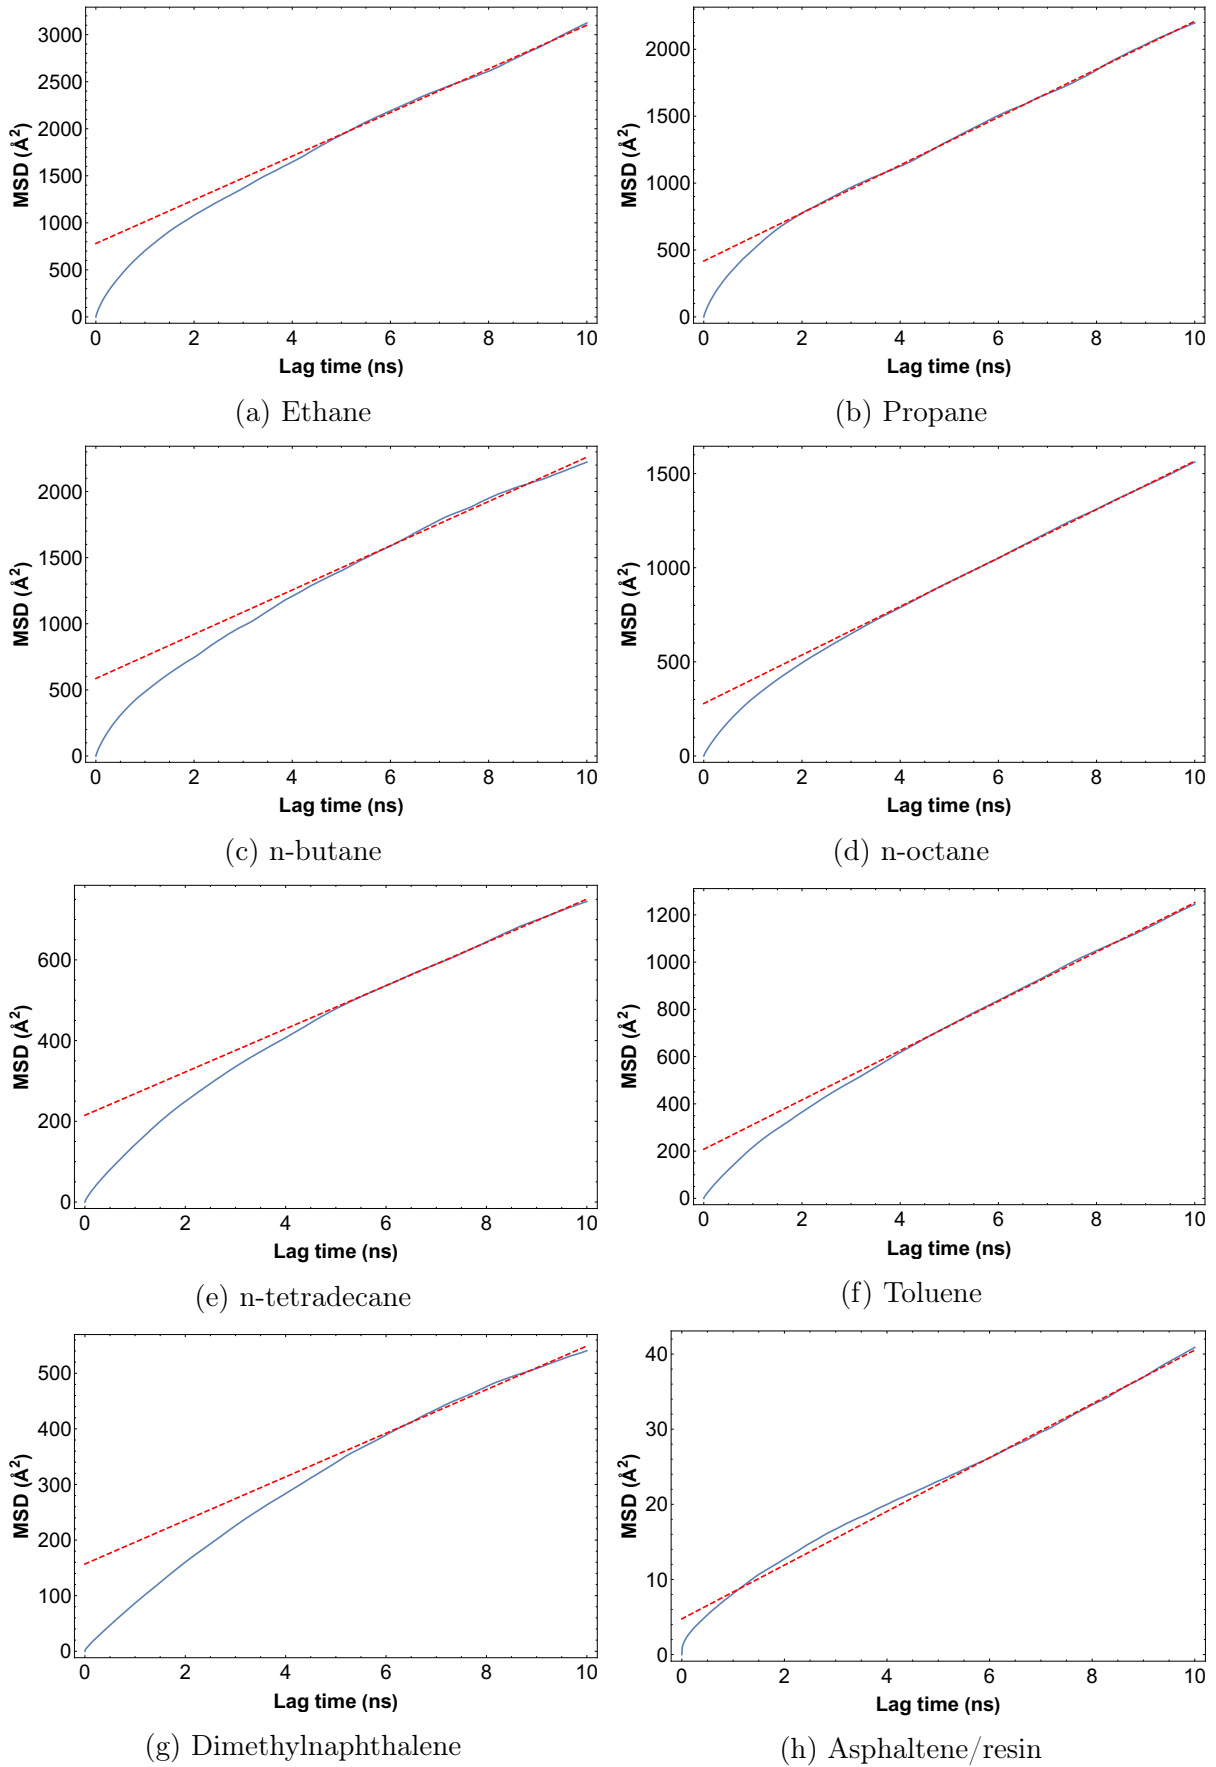 MSD (Å²)
3000
2500
2000
1500
1000
500
0
0 2 4 6 8 10
Lag time (ns)
(a) Ethane
MSD (Å²)
2000
1500
1000
500
0
0 2 4 6 8 10
Lag time (ns)
(b) Propane
MSD (Å²)
2000
1500
1000
500
0
0 2 4 6 8 10
Lag time (ns)
(c) n-butane
MSD (Å²)
1500
1000
500
0
0 2 4 6 8 10
Lag time (ns)
(d) n-octane
MSD (Å²)
600
400
200
0
0 2 4 6 8 10
Lag time (ns)
(e) n-tetradecane
MSD (Å²)
1200
1000
800
600
400
200
0
0 2 4 6 8 10
Lag time (ns)
(f) Toluene
MSD (Å²)
500
400
300
200
100
0
0 2 4 6 8 10
Lag time (ns)
(g) Dimethylnaphthalene
MSD (Å²)
40
30
20
10
0
0 2 4 6 8 10
Lag time (ns)
(h) Asphaltene/resin